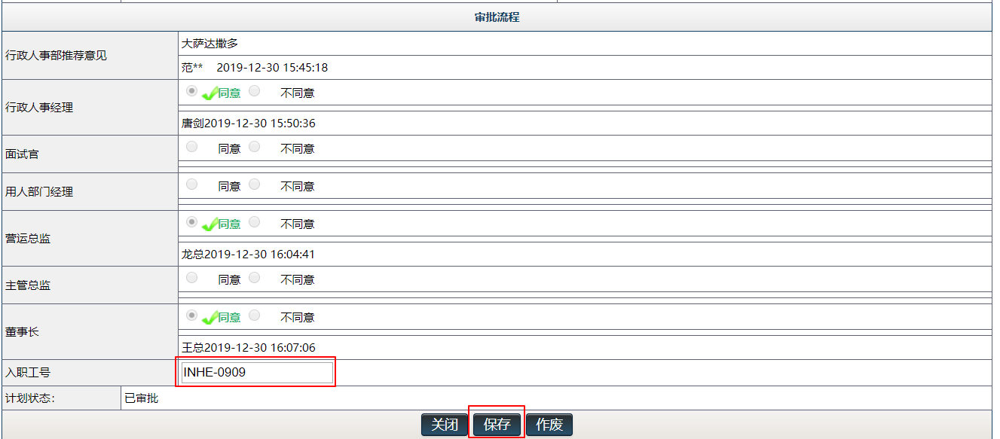 审批流程
行政人事部推荐意见
大萨达撒多
范** 2019-12-30 15:45:18
行政人事经理
同意 不同意
唐剑2019-12-30 15:50:36
面试官
同意 不同意
用人部门经理
同意 不同意
营运总监
同意 不同意
龙总2019-12-30 16:04:41
主管总监
同意 不同意
董事长
同意 不同意
王总2019-12-30 16:07:06
入职工号
INHE-0909
计划状态: 已审批
关闭 保存 作废